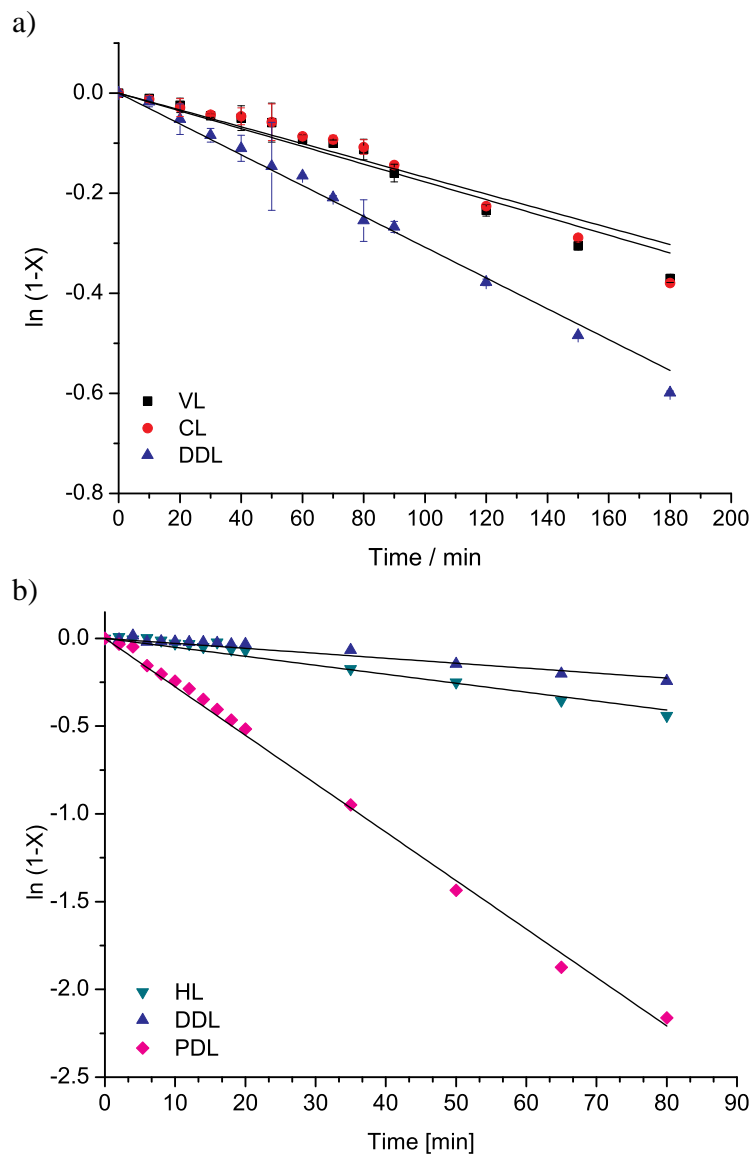 a)
0.0
-0.2
-0.4
-0.6
-0.8
ln (1-X)
VL
CL
DDL
0 20 40 60 80 100 120 140 160 180 200
Time / min
b)
0.0
-0.5
-1.0
-1.5
-2.0
-2.5
ln (1-X)
HL
DDL
PDL
0 10 20 30 40 50 60 70 80 90
Time [min]